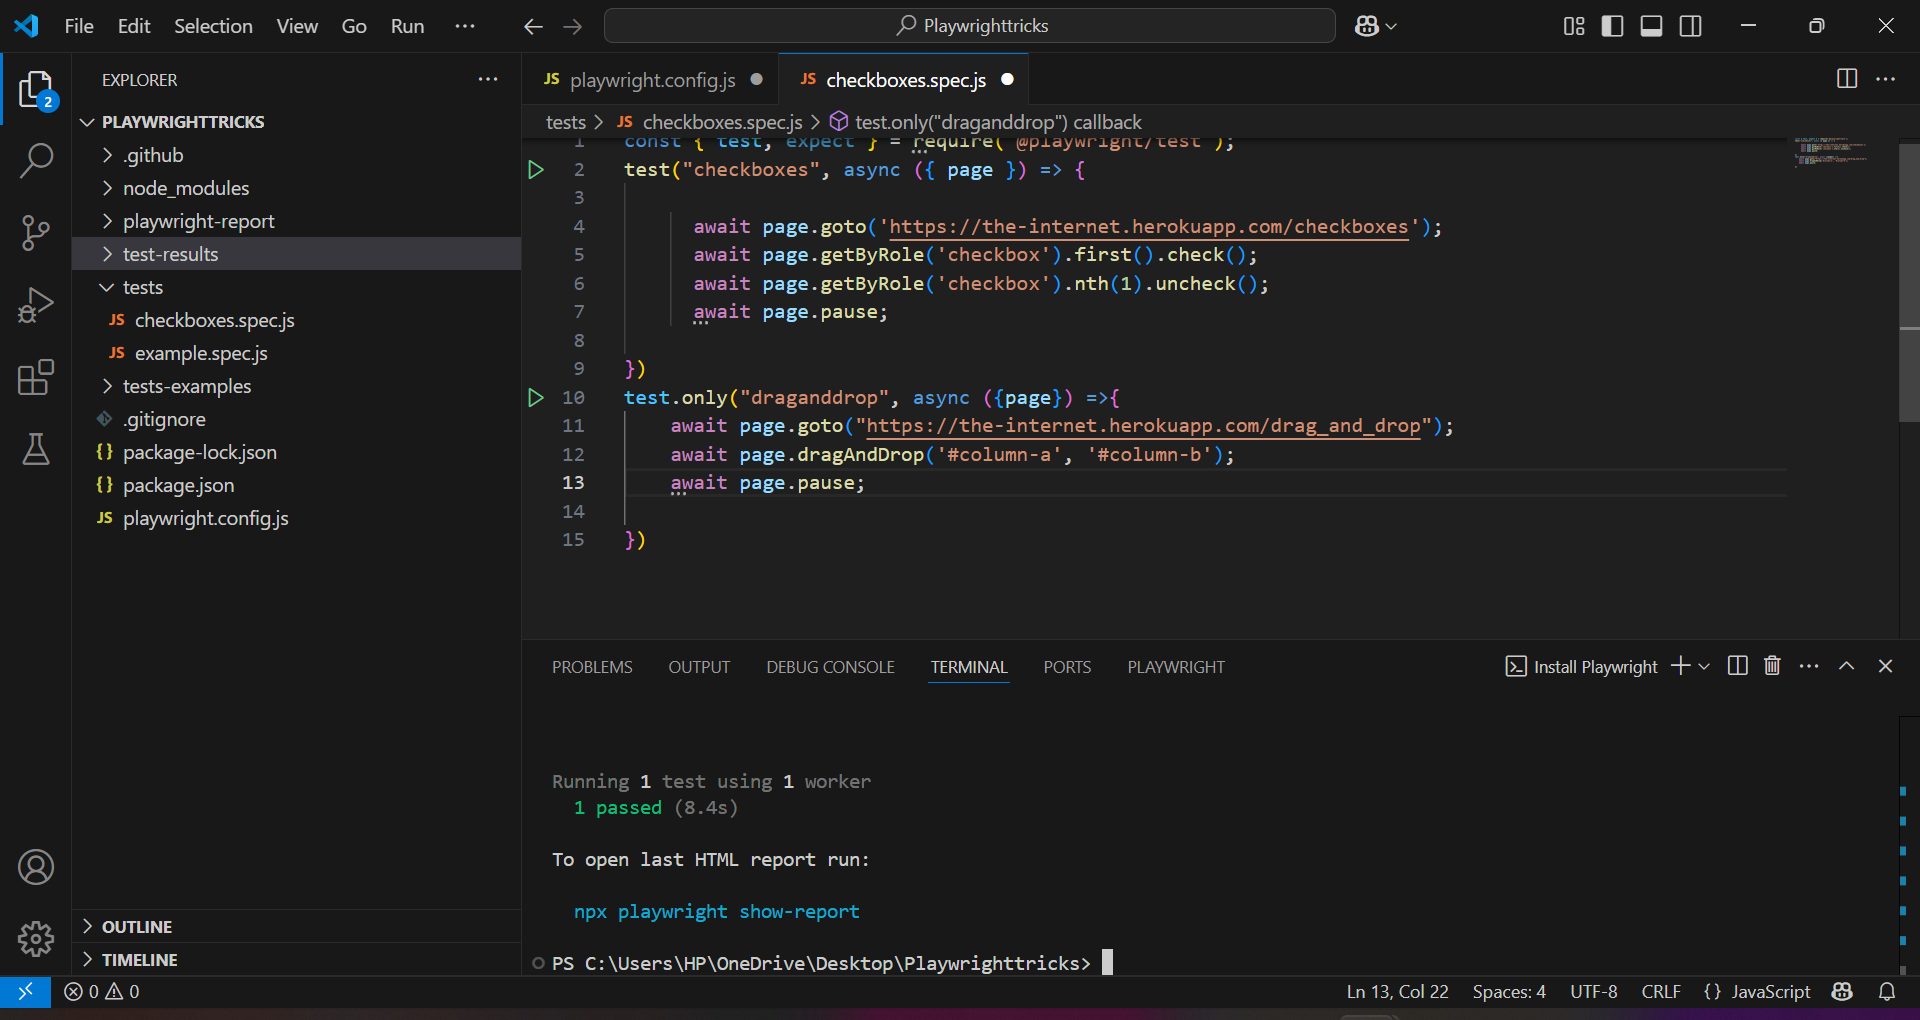 File Edit Selection View Go Run ··· Playwrighttricks
EXPLORER ···
JS playwright.config.js JS checkboxes.spec.js ···
2
PLAYWRIGHTTRICKS
.github
node_modules
playwright-report
test-results
tests
JS checkboxes.spec.js
JS example.spec.js
tests-examples
.gitignore
{} package-lock.json
{} package.json
JS playwright.config.js
OUTLINE
TIMELINE
tests > JS checkboxes.spec.js > test.only("draganddrop") callback
1 const { test, expect } = require('@playwright/test');
2 test("checkboxes", async ({ page }) => {
3
4 await page.goto('https://the-internet.herokuapp.com/checkboxes');
5 await page.getByRole('checkbox').first().check();
6 await page.getByRole('checkbox').nth(1).uncheck();
7 await page.pause;
8
9 })
10 test.only("draganddrop", async ({page}) =>{
11 await page.goto("https://the-internet.herokuapp.com/drag_and_drop");
12 await page.dragAndDrop('#column-a', '#column-b');
13 await page.pause;
14
15 })
PROBLEMS OUTPUT DEBUG CONSOLE TERMINAL PORTS PLAYWRIGHT Install Playwright ···
Running 1 test using 1 worker
1 passed (8.4s)
To open last HTML report run:
npx playwright show-report
PS C:\Users\HP\OneDrive\Desktop\Playwrighttricks>
0 0 Ln 13, Col 22 Spaces: 4 UTF-8 CRLF {} JavaScript